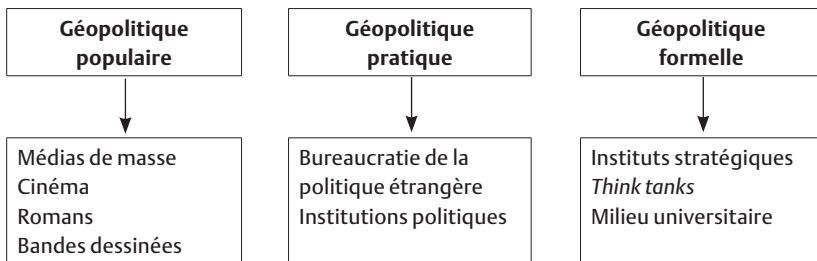 Géopolitique
populaire
Médias de masse
Cinéma
Romans
Bandes dessinées
Géopolitique
pratique
Bureaucratie de la
politique étrangère
Institutions politiques
Géopolitique
formelle
Instituts stratégiques
Think tanks
Milieu universitaire